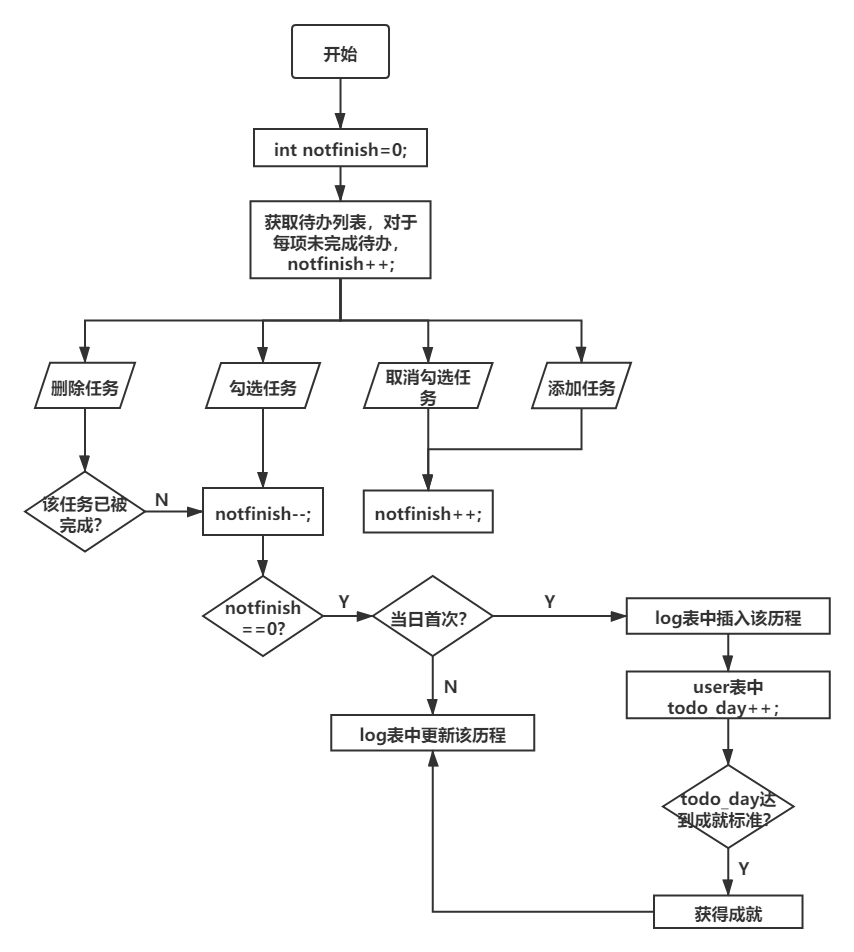 开始
int notfinish=0;
获取待办列表，对于
每项未完成待办，
notfinish++;
删除任务
勾选任务
取消勾选任
务
添加任务
该任务已被
完成？
N
notfinish--;
notfinish++;
notfinish
==0?
Y
当日首次？
Y
log表中插入该历程
N
user表中
todo_day++;
log表中更新该历程
todo_day达
到成就标准？
Y
获得成就